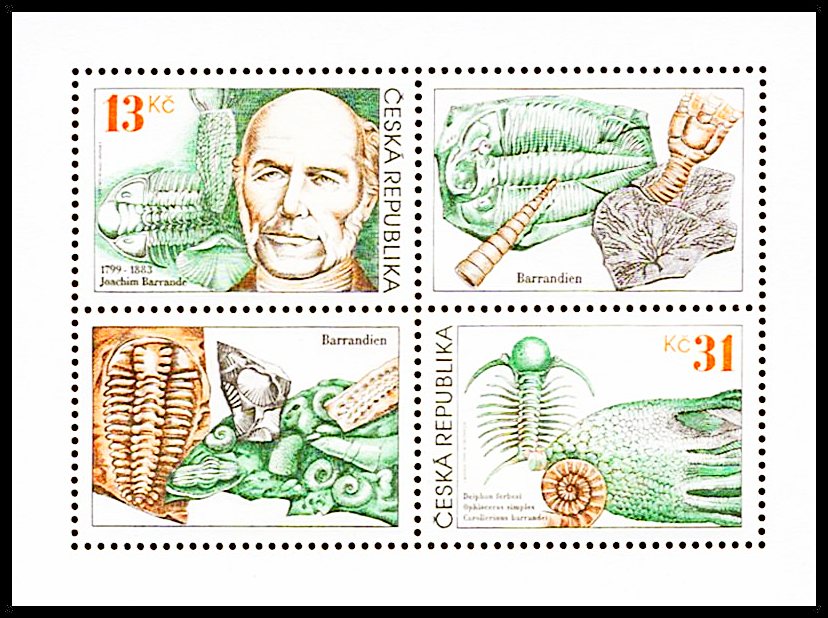 13 Kč
ČESKÁ REPUBLIKA
1799 - 1883
Joachim Barrande
Barrandien
Barrandien
Kč 31
ČESKÁ REPUBLIKA
Deiphon forbesi
Ophioceras simplex
Carolicrinus barrandei